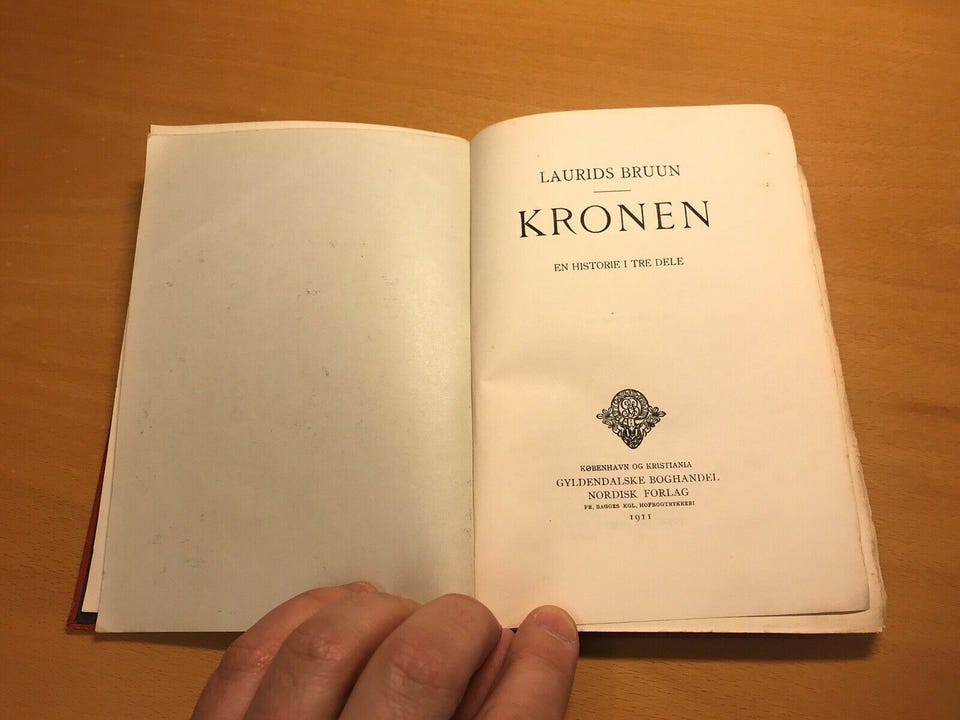 LAURIDS BRUUN
KRONEN
EN HISTORIE I TRE DELE
KØBENHAVN OG KRISTIANIA
GYLDENDALSKE BOGHANDEL
NORDISK FORLAG
FR. BAGGES KGL. HOFBOGTRYKKERI
1911